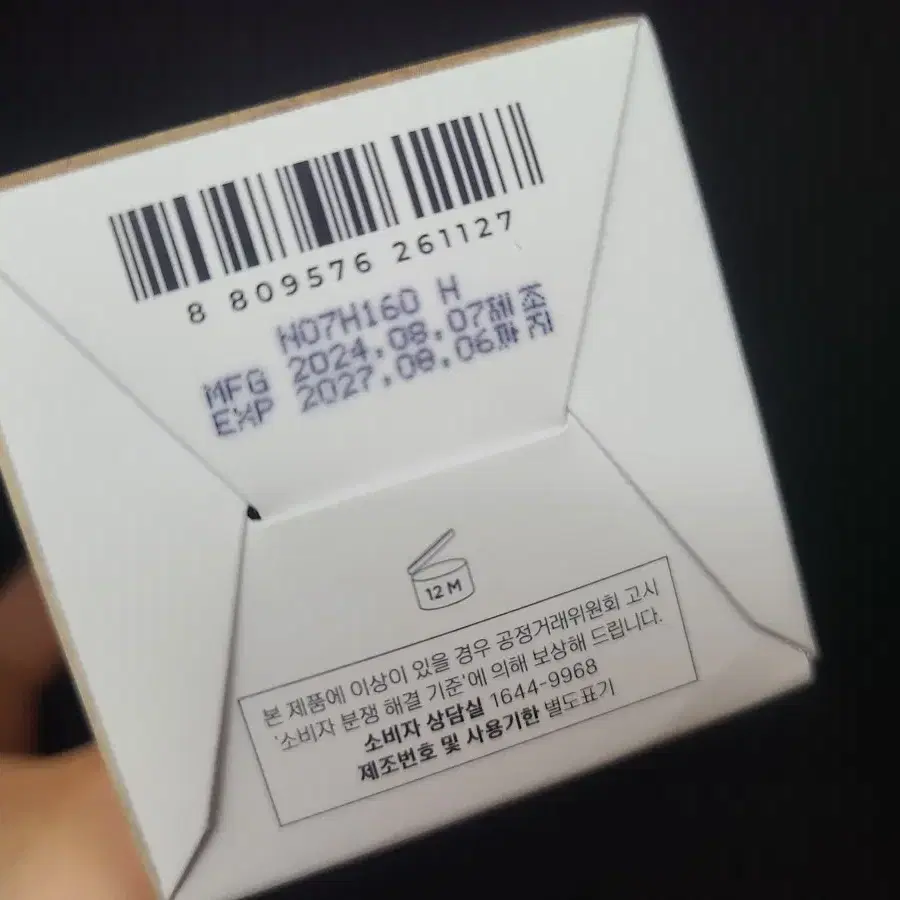 8 809576 261127
N07H160 H
MFG 2024.08.07제조
EXP 2027.08.06까지
12M
본 제품에 이상이 있을 경우 공정거래위원회 고시
'소비자 분쟁 해결 기준'에 의해 보상해 드립니다.
소비자 상담실 1644-9968
제조번호 및 사용기한 별도표기